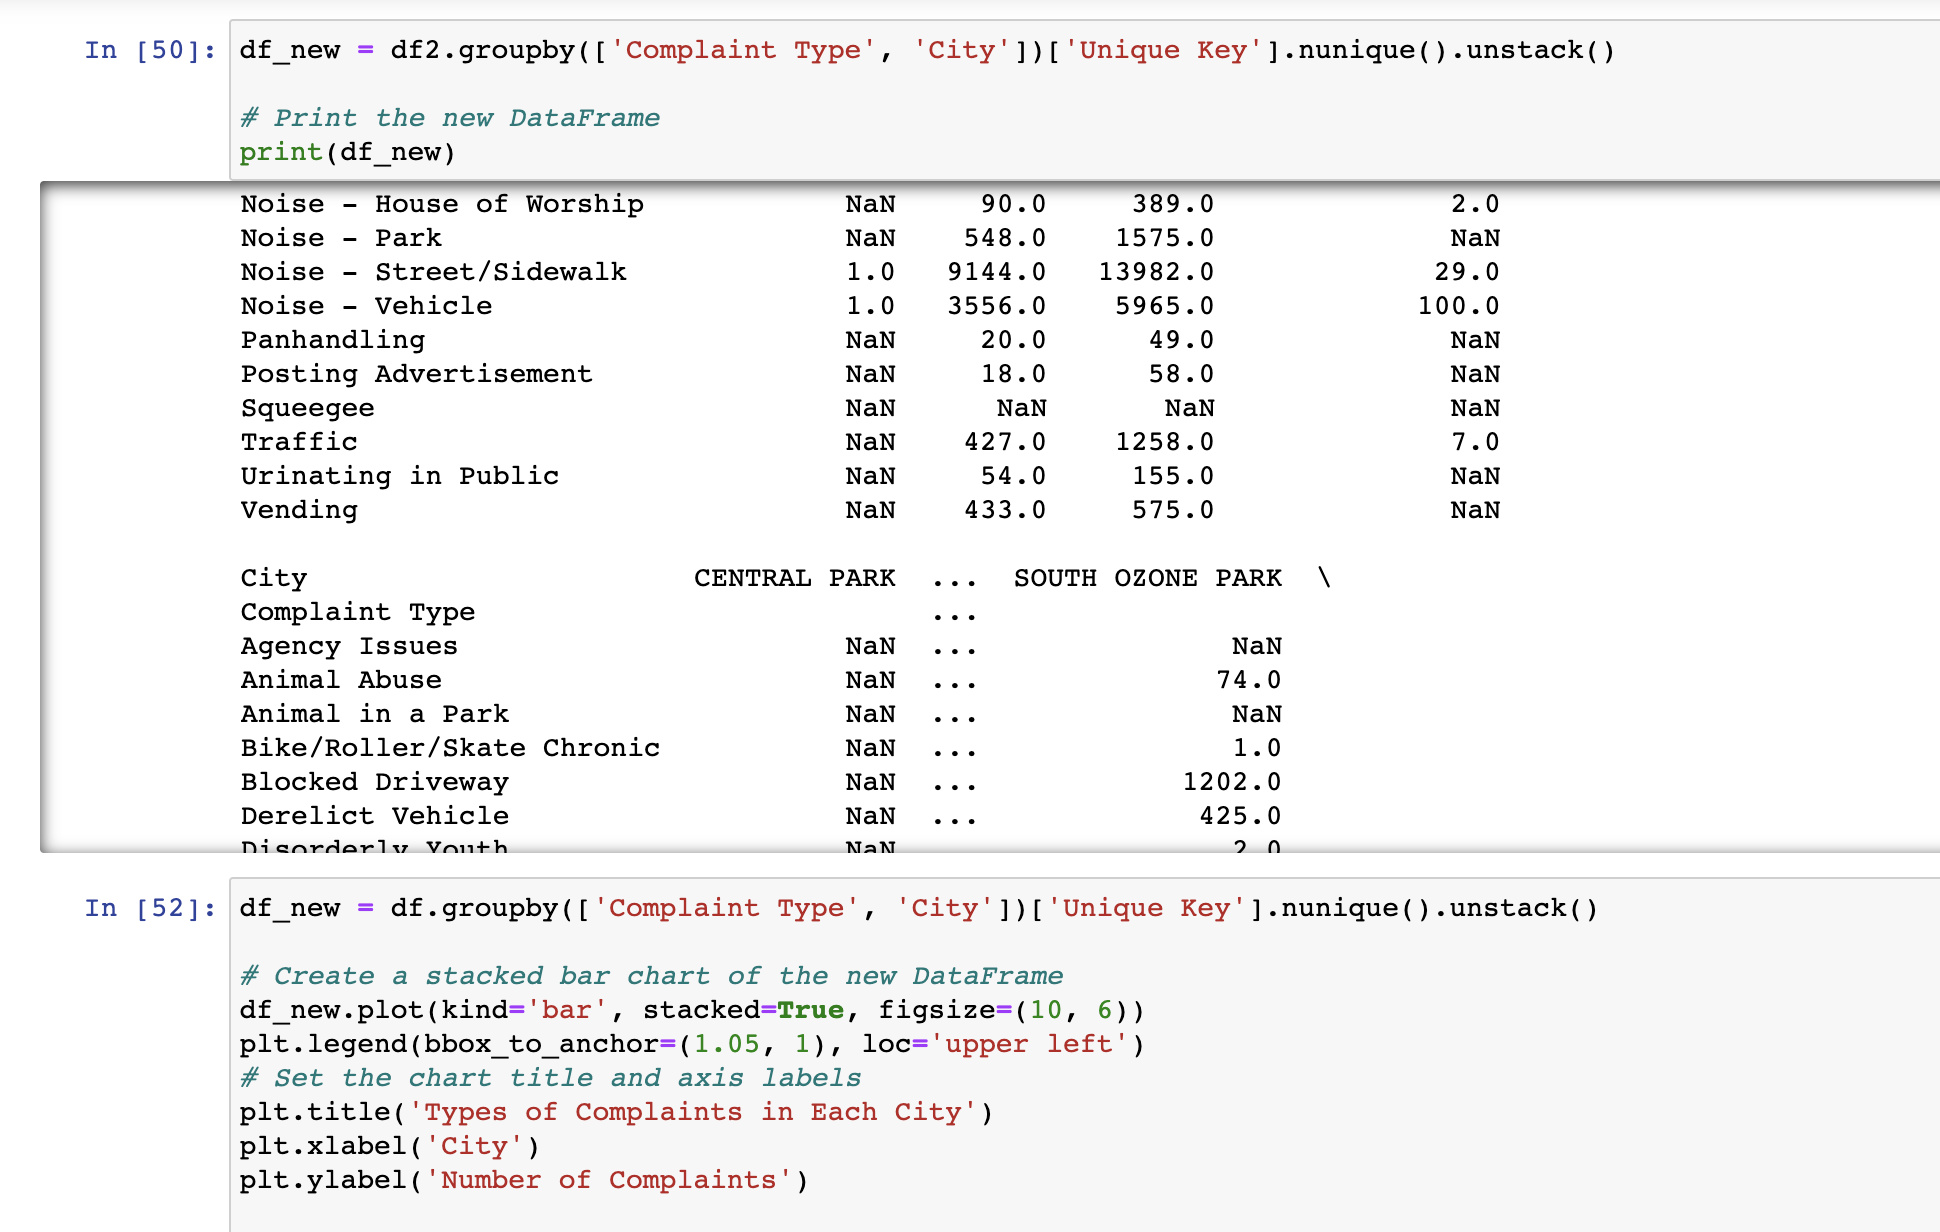 In [50]: df_new = df2.groupby(['Complaint Type', 'City'])['Unique Key'].nunique().unstack()
# Print the new DataFrame
print(df_new)
Noise - House of Worship NaN 90.0 389.0 2.0
Noise - Park NaN 548.0 1575.0 NaN
Noise - Street/Sidewalk 1.0 9144.0 13982.0 29.0
Noise - Vehicle 1.0 3556.0 5965.0 100.0
Panhandling NaN 20.0 49.0 NaN
Posting Advertisement NaN 18.0 58.0 NaN
Squeegee NaN NaN NaN NaN
Traffic NaN 427.0 1258.0 7.0
Urinating in Public NaN 54.0 155.0 NaN
Vending NaN 433.0 575.0 NaN
City CENTRAL PARK ... SOUTH OZONE PARK \
Complaint Type ...
Agency Issues NaN ... NaN
Animal Abuse NaN ... 74.0
Animal in a Park NaN ... NaN
Bike/Roller/Skate Chronic NaN ... 1.0
Blocked Driveway NaN ... 1202.0
Derelict Vehicle NaN ... 425.0
Disorderly Youth NaN 2.0
In [52]: df_new = df.groupby(['Complaint Type', 'City'])['Unique Key'].nunique().unstack()
# Create a stacked bar chart of the new DataFrame
df_new.plot(kind='bar', stacked=True, figsize=(10, 6))
plt.legend(bbox_to_anchor=(1.05, 1), loc='upper left')
# Set the chart title and axis labels
plt.title('Types of Complaints in Each City')
plt.xlabel('City')
plt.ylabel('Number of Complaints')